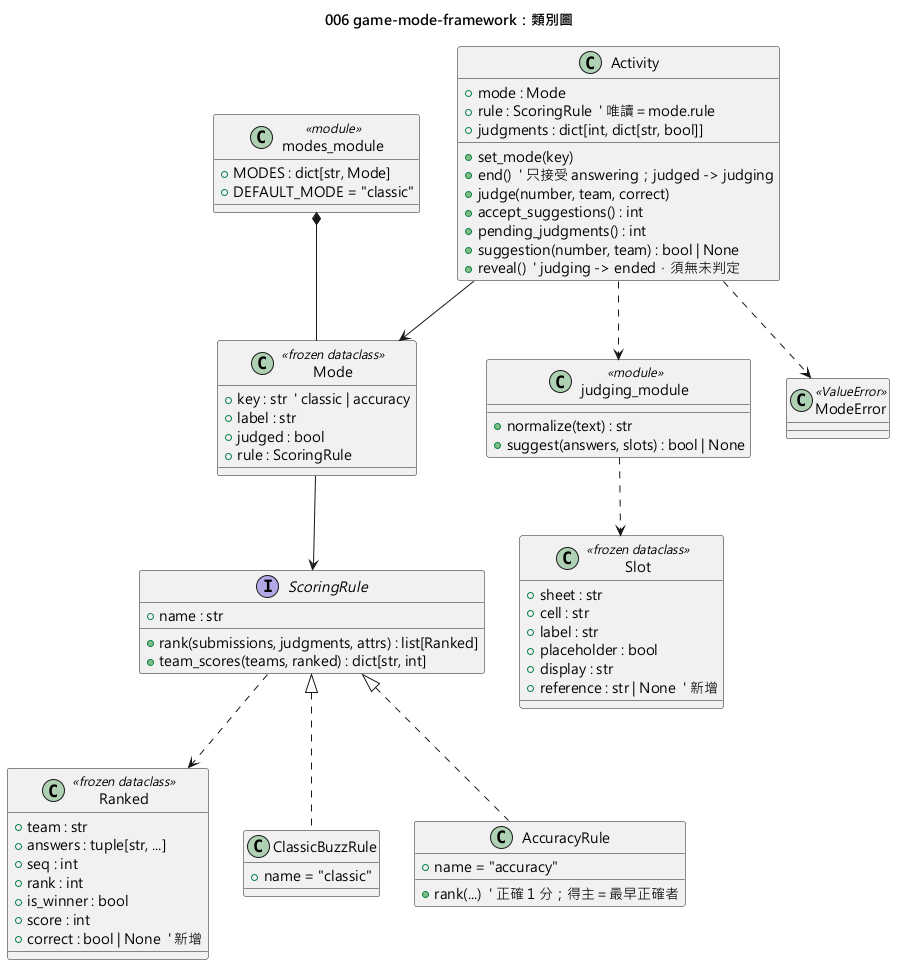 006 game-mode-framework：類別圖
C Activity
mode : Mode
rule : ScoringRule ' 唯讀＝mode.rule
judgments : dict[int, dict[str, bool]]
set_mode(key)
end() ' 只接受 answering；judged -> judging
judge(number, team, correct)
accept_suggestions() : int
pending_judgments() : int
suggestion(number, team) : bool | None
reveal() ' judging -> ended，須無未判定
C «module»
modes_module
MODES : dict[str, Mode]
DEFAULT_MODE = "classic"
C «frozen dataclass»
Mode
key : str ' classic | accuracy
label : str
judged : bool
rule : ScoringRule
C «module»
judging_module
normalize(text) : str
suggest(answers, slots) : bool | None
C «ValueError»
ModeError
I ScoringRule
name : str
rank(submissions, judgments, attrs) : list[Ranked]
team_scores(teams, ranked) : dict[str, int]
C «frozen dataclass»
Slot
sheet : str
cell : str
label : str
placeholder : bool
display : str
reference : str | None ' 新增
C «frozen dataclass»
Ranked
team : str
answers : tuple[str, ...]
seq : int
rank : int
is_winner : bool
score : int
correct : bool | None ' 新增
C ClassicBuzzRule
name = "classic"
C AccuracyRule
name = "accuracy"
rank(...) ' 正確 1 分；得主＝最早正確者